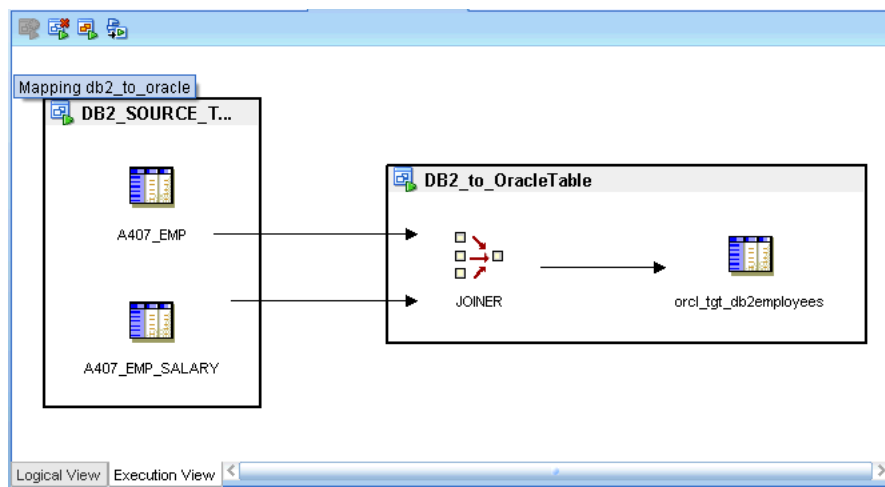 Mapping db2_to_oracle
DB2_SOURCE_T...
A407_EMP
A407_EMP_SALARY
DB2_to_OracleTable
JOINER
orcl_tgt_db2employees
Logical View
Execution View